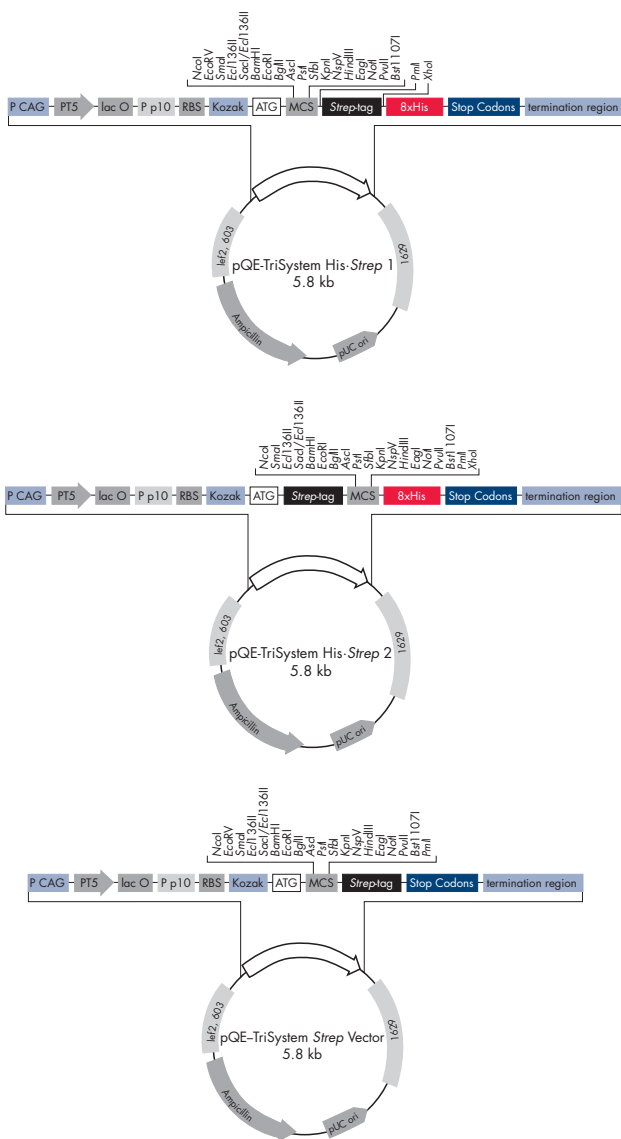 NcoI
EcoRV
SmaI
Ecl136II
SacI/Ecl136II
BamHI
EcoRI
BglII
AscI
PstI
SfbI
KpnI
NspV
HindIII
EagI
NotI
PvuII
Bst1107I
PmlI
XhoI
P CAG PT5 lac O P p10 RBS Kozak ATG MCS Strep-tag 8xHis Stop Codons termination region
lef2, 603
1629
pQE-TriSystem His·Strep 1
5.8 kb
Ampicillin
pUC ori
NcoI
SmaI
Ecl136II
SacI/Ecl136II
BamHI
EcoRI
BglII
AscI
PstI
SfbI
KpnI
NspV
HindIII
EagI
NotI
PvuII
Bst1107I
PmlI
XhoI
P CAG PT5 lac O P p10 RBS Kozak ATG Strep-tag MCS 8xHis Stop Codons termination region
lef2, 603
1629
pQE-TriSystem His·Strep 2
5.8 kb
Ampicillin
pUC ori
NcoI
EcoRV
SmaI
Ecl136II
SacI/Ecl136II
BamHI
EcoRI
BglII
AscI
PstI
SfbI
KpnI
NspV
HindIII
EagI
NotI
PvuII
Bst1107I
PmlI
P CAG PT5 lac O P p10 RBS Kozak ATG MCS Strep-tag Stop Codons termination region
lef2, 603
1629
pQE–TriSystem Strep Vector
5.8 kb
Ampicillin
pUC ori